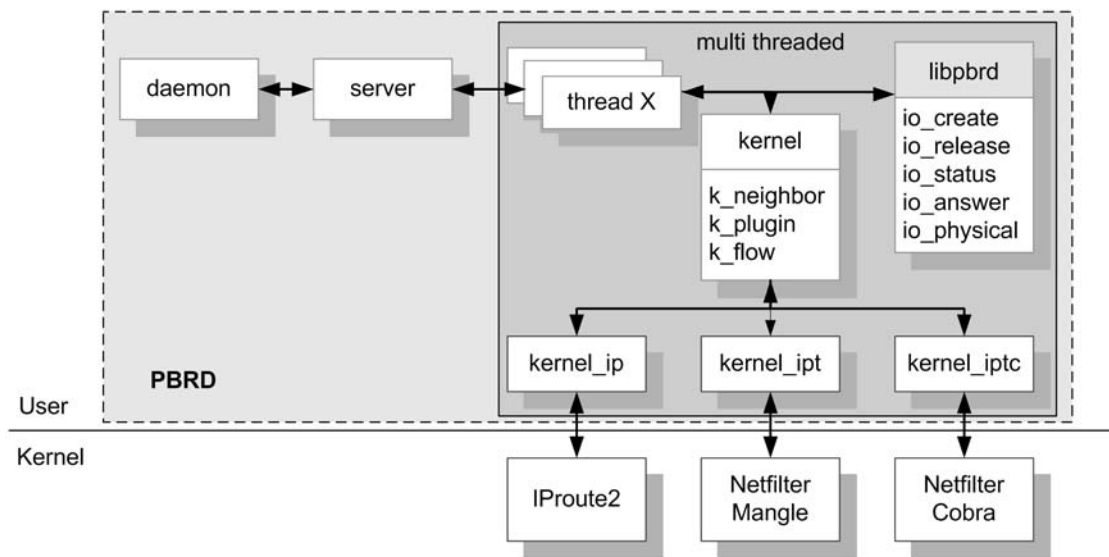 multi threaded
daemon
server
thread X
libpbrd
io_create
io_release
io_status
io_answer
io_physical
kernel
k_neighbor
k_plugin
k_flow
kernel_ip
kernel_ipt
kernel_iptc
PBRD
User
Kernel
IProute2
Netfilter
Mangle
Netfilter
Cobra